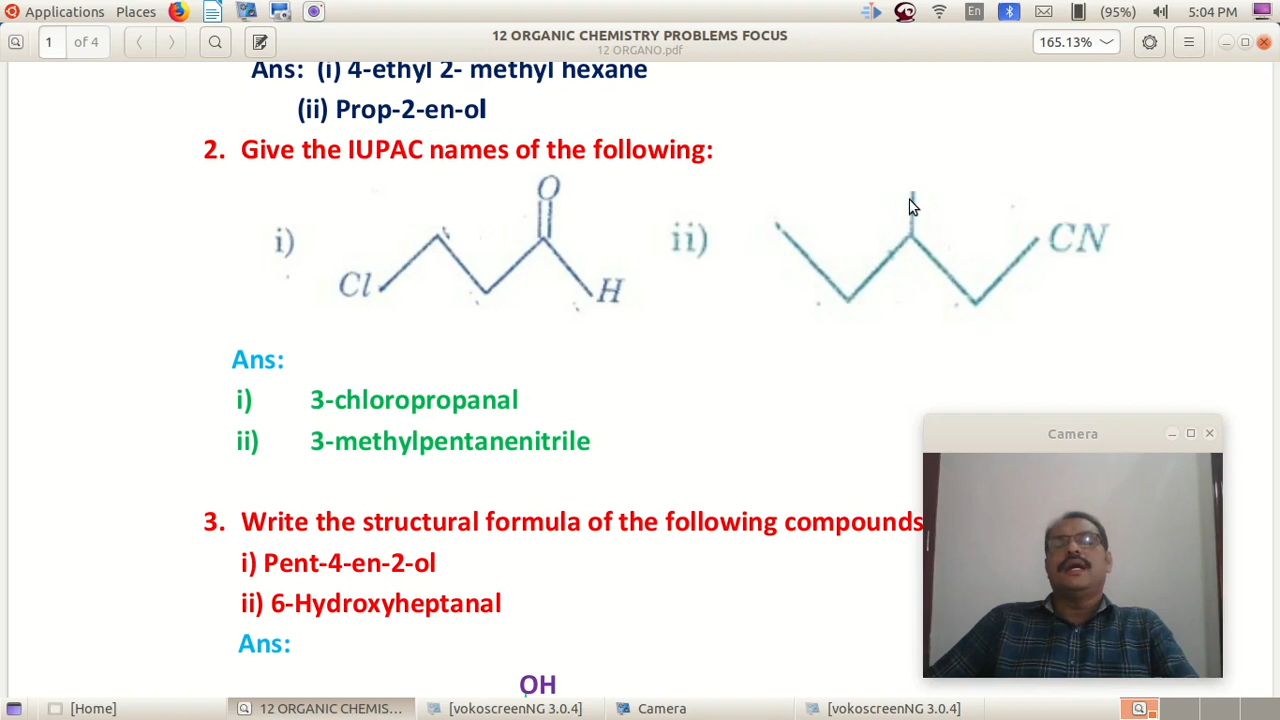 Applications Places En (95%) 5:04 PM
1 of 4 12 ORGANIC CHEMISTRY PROBLEMS FOCUS 165.13%
12 ORGANO.pdf
Ans: (i) 4-ethyl 2- methyl hexane
(ii) Prop-2-en-ol
2. Give the IUPAC names of the following:
i) Cl O H ii) CN
Ans:
i) 3-chloropropanal
ii) 3-methylpentanenitrile
Camera
3. Write the structural formula of the following compounds
i) Pent-4-en-2-ol
ii) 6-Hydroxyheptanal
Ans:
OH
[Home] 12 ORGANIC CHEMIS... [vokoscreenNG 3.0.4] Camera [vokoscreenNG 3.0.4]